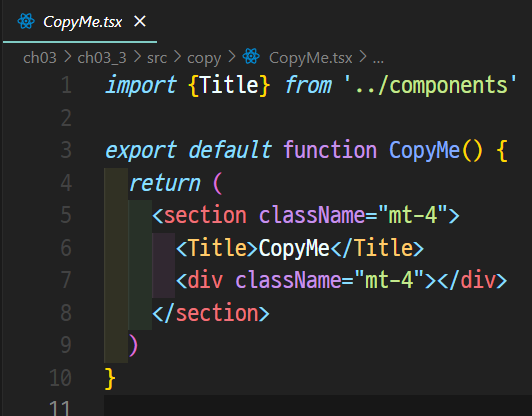 CopyMe.tsx ×
ch03 > ch03_3 > src > copy > CopyMe.tsx > ...
1 import {Title} from '../components'
2
3 export default function CopyMe() {
4   return (
5     <section className="mt-4">
6       <Title>CopyMe</Title>
7       <div className="mt-4"></div>
8     </section>
9   )
10 }
11